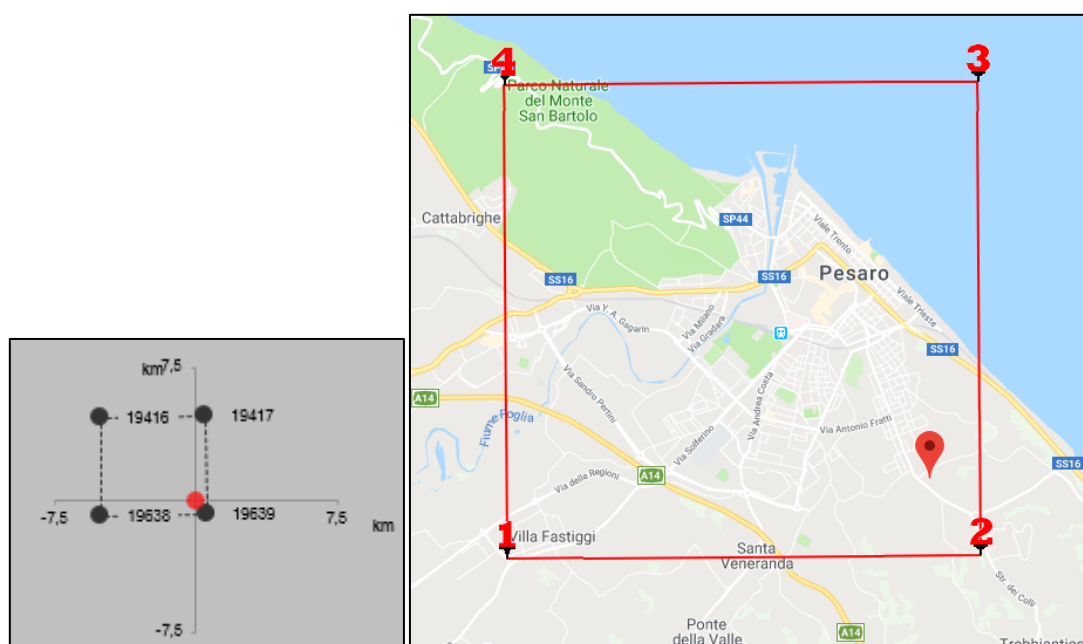 km
7,5
19416
19417
19638
19639
-7,5
7,5
km
-7,5
4
3
SP44
Parco Naturale
del Monte
San Bartolo
Cattabrighe
SP44
Viale Trento
SS16
SS16
Pesaro
Viale Trieste
Via Y. A. Gagarin
Via Milano
Via Gradara
SS16
A14
Via Sandro Pertini
Via Andrea Costa
Fiume Foglia
Via Antonio Fratti
Via Solferino
SS16
Via delle Regioni
A14
1
Villa Fastiggi
2
Santa
Veneranda
Str. dei Colli
Ponte
della Valle
A14
Trebbiantico